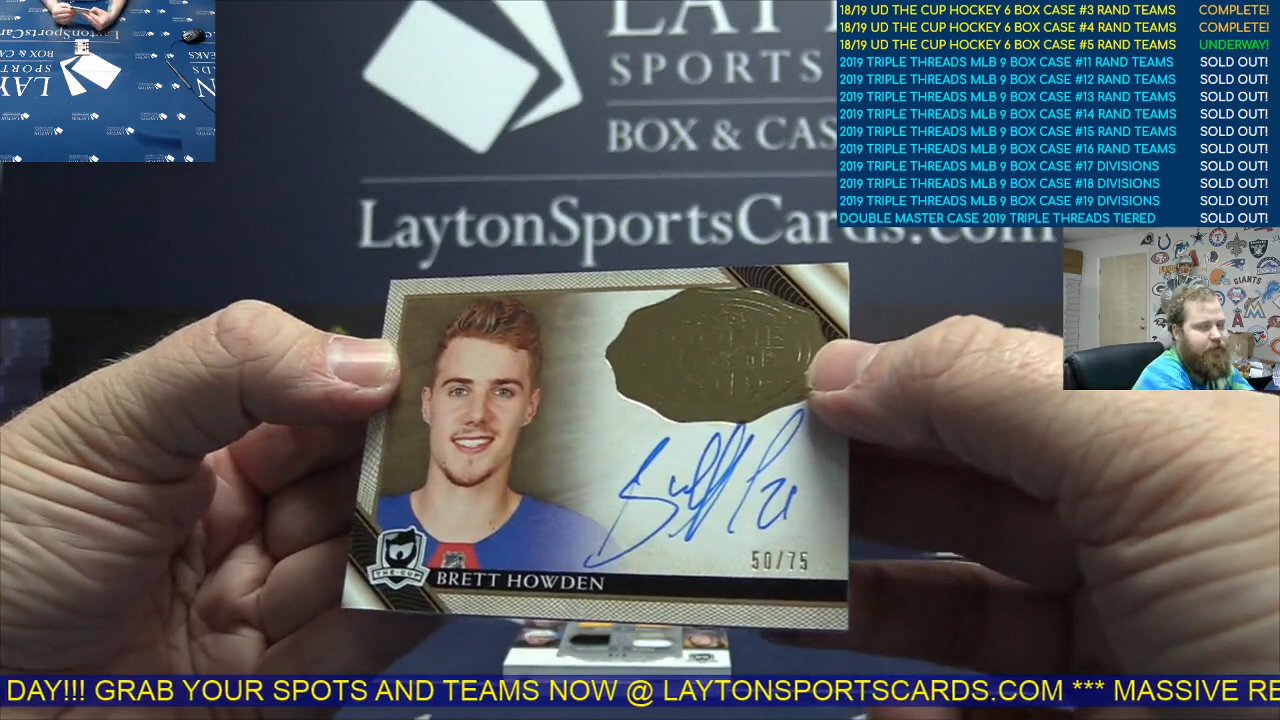 LAYT
SPORTS
BOX & CAS
LaytonSportsCards.com
18/19 UD THE CUP HOCKEY 6 BOX CASE #3 RAND TEAMS COMPLETE!
18/19 UD THE CUP HOCKEY 6 BOX CASE #4 RAND TEAMS COMPLETE!
18/19 UD THE CUP HOCKEY 6 BOX CASE #5 RAND TEAMS UNDERWAY!
2019 TRIPLE THREADS MLB 9 BOX CASE #11 RAND TEAMS SOLD OUT!
2019 TRIPLE THREADS MLB 9 BOX CASE #12 RAND TEAMS SOLD OUT!
2019 TRIPLE THREADS MLB 9 BOX CASE #13 RAND TEAMS SOLD OUT!
2019 TRIPLE THREADS MLB 9 BOX CASE #14 RAND TEAMS SOLD OUT!
2019 TRIPLE THREADS MLB 9 BOX CASE #15 RAND TEAMS SOLD OUT!
2019 TRIPLE THREADS MLB 9 BOX CASE #16 RAND TEAMS SOLD OUT!
2019 TRIPLE THREADS MLB 9 BOX CASE #17 DIVISIONS SOLD OUT!
2019 TRIPLE THREADS MLB 9 BOX CASE #18 DIVISIONS SOLD OUT!
2019 TRIPLE THREADS MLB 9 BOX CASE #19 DIVISIONS SOLD OUT!
DOUBLE MASTER CASE 2019 TRIPLE THREADS TIERED SOLD OUT!
GIANTS
50/75
THE CUP
BRETT HOWDEN
DAY!!! GRAB YOUR SPOTS AND TEAMS NOW @ LAYTONSPORTSCARDS.COM *** MASSIVE RE